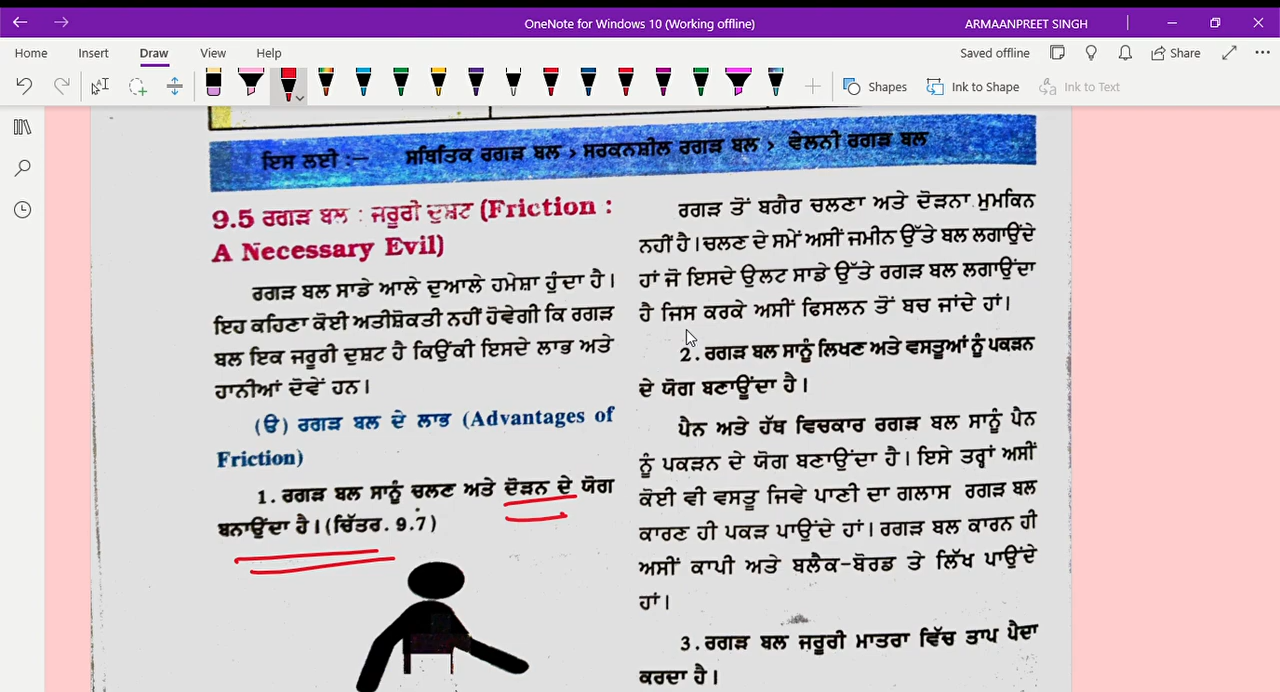 OneNote for Windows 10 (Working offline)
ARMAANPREET SINGH
Home Insert Draw View Help
Saved offline
Share
Shapes
Ink to Shape
Ink to Text
ਇਸ ਲਈ :— ਸਥਿਤਿਕ ਰਗੜ ਬਲ > ਸਰਕਨਸ਼ੀਲ ਰਗੜ ਬਲ > ਵੇਲਨੀ ਰਗੜ ਬਲ
9.5 ਰਗੜ ਬਲ : ਜਰੂਰੀ ਦੁਸ਼ਟ (Friction :
A Necessary Evil)
ਰਗੜ ਬਲ ਸਾਡੇ ਆਲੇ ਦੁਆਲੇ ਹਮੇਸ਼ਾ ਹੁੰਦਾ ਹੈ।
ਇਹ ਕਹਿਣਾ ਕੋਈ ਅਤੀਸ਼ੋਕਤੀ ਨਹੀਂ ਹੋਵੇਗੀ ਕਿ ਰਗੜ
ਬਲ ਇਕ ਜਰੂਰੀ ਦੁਸ਼ਟ ਹੈ ਕਿਉਂਕੀ ਇਸਦੇ ਲਾਭ ਅਤੇ
ਹਾਨੀਆਂ ਦੋਵੇਂ ਹਨ।
(ੳ) ਰਗੜ ਬਲ ਦੇ ਲਾਭ (Advantages of
Friction)
1. ਰਗੜ ਬਲ ਸਾਨੂੰ ਚਲਣ ਅਤੇ ਦੋੜਨ ਦੇ ਯੋਗ
ਬਨਾਉਂਦਾ ਹੈ। (ਚਿੱਤਰ. 9.7)
ਰਗੜ ਤੋਂ ਬਗੈਰ ਚਲਣਾ ਅਤੇ ਦੋੜਨਾ ਮੁਮਕਿਨ
ਨਹੀਂ ਹੈ। ਚਲਣ ਦੇ ਸਮੇਂ ਅਸੀਂ ਜਮੀਨ ਉੱਤੇ ਬਲ ਲਗਾਉਂਦੇ
ਹਾਂ ਜੋ ਇਸਦੇ ਉਲਟ ਸਾਡੇ ਉੱਤੇ ਰਗੜ ਬਲ ਲਗਾਉਂਦਾ
ਹੈ ਜਿਸ ਕਰਕੇ ਅਸੀਂ ਫਿਸਲਨ ਤੋਂ ਬਚ ਜਾਂਦੇ ਹਾਂ।
2. ਰਗੜ ਬਲ ਸਾਨੂੰ ਲਿਖਣ ਅਤੇ ਵਸਤੂਆਂ ਨੂੰ ਪਕੜਨ
ਦੇ ਯੋਗ ਬਣਾਊਂਦਾ ਹੈ।
ਪੈਨ ਅਤੇ ਹੱਥ ਵਿਚਕਾਰ ਰਗੜ ਬਲ ਸਾਨੂੰ ਪੈਨ
ਨੂੰ ਪਕੜਨ ਦੇ ਯੋਗ ਬਣਾਉਂਦਾ ਹੈ। ਇਸੇ ਤਰ੍ਹਾਂ ਅਸੀਂ
ਕੋਈ ਵੀ ਵਸਤੂ ਜਿਵੇ ਪਾਣੀ ਦਾ ਗਲਾਸ ਰਗੜ ਬਲ
ਕਾਰਣ ਹੀ ਪਕੜ ਪਾਉਂਦੇ ਹਾਂ। ਰਗੜ ਬਲ ਕਾਰਨ ਹੀ
ਅਸੀਂ ਕਾਪੀ ਅਤੇ ਬਲੈਕ-ਬੋਰਡ ਤੇ ਲਿੱਖ ਪਾਉਂਦੇ
ਹਾਂ।
3. ਰਗੜ ਬਲ ਜਰੂਰੀ ਮਾਤਰਾ ਵਿੱਚ ਤਾਪ ਪੈਦਾ
ਕਰਦਾ ਹੈ।